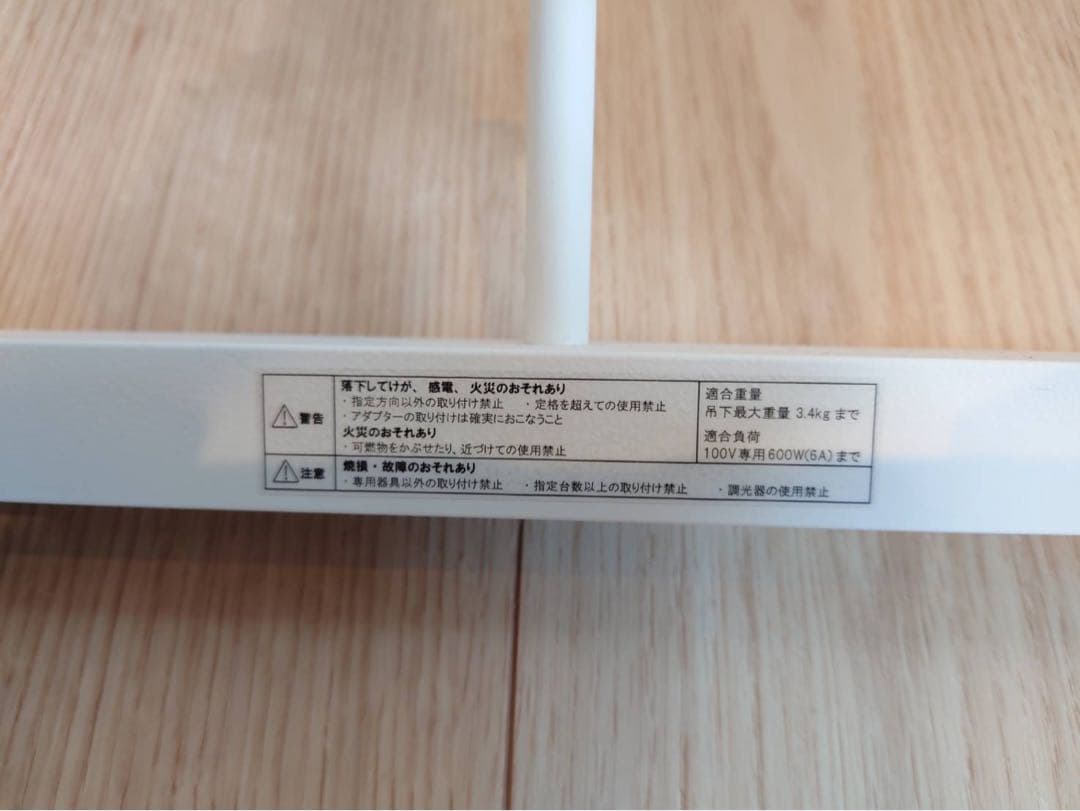 警告
落下してけが、感電、火災のおそれあり
・指定方向以外の取り付け禁止 ・定格を超えての使用禁止
・アダプターの取り付けは確実におこなうこと
火災のおそれあり
・可燃物をかぶせたり、近づけての使用禁止
適合重量
吊下最大重量 3.4kgまで
適合負荷
100V専用600W(6A)まで
注意
焼損・故障のおそれあり
・専用器具以外の取り付け禁止 ・指定台数以上の取り付け禁止 ・調光器の使用禁止